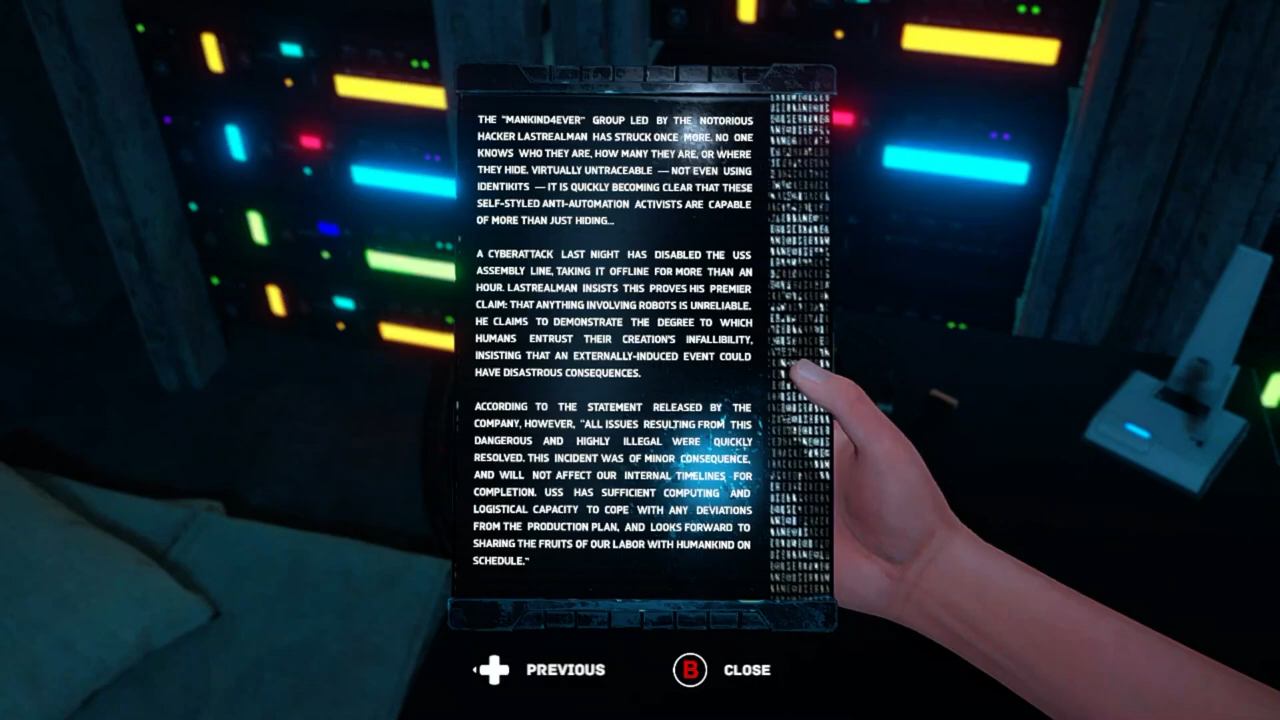 THE "MANKIND4EVER" GROUP LED BY THE NOTORIOUS
HACKER LASTREALMAN HAS STRUCK ONCE MORE. NO ONE
KNOWS WHO THEY ARE, HOW MANY THEY ARE, OR WHERE
THEY HIDE. VIRTUALLY UNTRACEABLE — NOT EVEN USING
IDENTIKITS — IT IS QUICKLY BECOMING CLEAR THAT THESE
SELF-STYLED ANTI-AUTOMATION ACTIVISTS ARE CAPABLE
OF MORE THAN JUST HIDING...
A CYBERATTACK LAST NIGHT HAS DISABLED THE USS
ASSEMBLY LINE, TAKING IT OFFLINE FOR MORE THAN AN
HOUR. LASTREALMAN INSISTS THIS PROVES HIS PREMIER
CLAIM: THAT ANYTHING INVOLVING ROBOTS IS UNRELIABLE.
HE CLAIMS TO DEMONSTRATE THE DEGREE TO WHICH
HUMANS ENTRUST THEIR CREATION'S INFALLIBILITY,
INSISTING THAT AN EXTERNALLY-INDUCED EVENT COULD
HAVE DISASTROUS CONSEQUENCES.
ACCORDING TO THE STATEMENT RELEASED BY THE
COMPANY, HOWEVER, "ALL ISSUES RESULTING FROM THIS
DANGEROUS AND HIGHLY ILLEGAL WERE QUICKLY
RESOLVED. THIS INCIDENT WAS OF MINOR CONSEQUENCE,
AND WILL NOT AFFECT OUR INTERNAL TIMELINES FOR
COMPLETION. USS HAS SUFFICIENT COMPUTING AND
LOGISTICAL CAPACITY TO COPE WITH ANY DEVIATIONS
FROM THE PRODUCTION PLAN, AND LOOKS FORWARD TO
SHARING THE FRUITS OF OUR LABOR WITH HUMANKIND ON
SCHEDULE."
PREVIOUS
B CLOSE